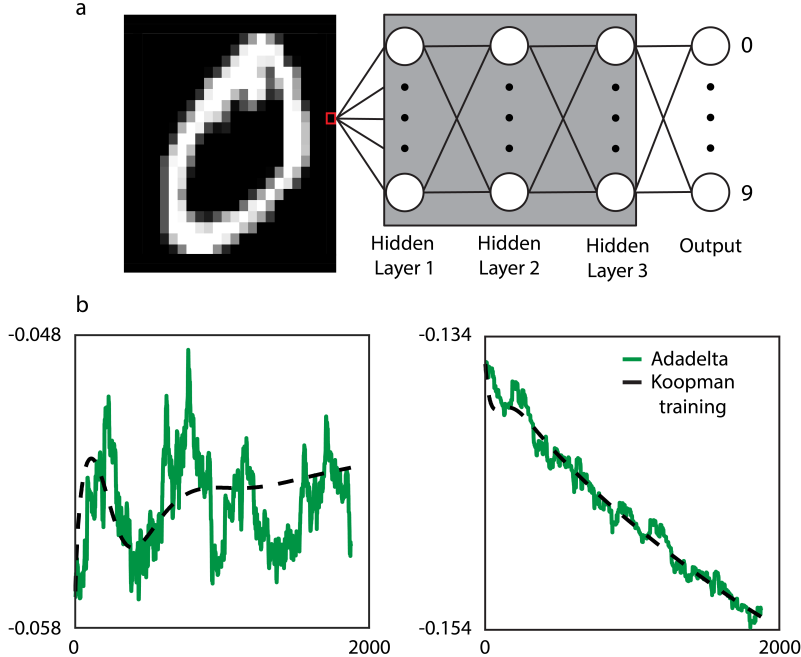 a
0
9
Hidden
Layer 1
Hidden
Layer 2
Hidden
Layer 3
Output
b
-0.048
-0.058
0
2000
-0.134
-0.154
0
2000
Adadelta
Koopman
training